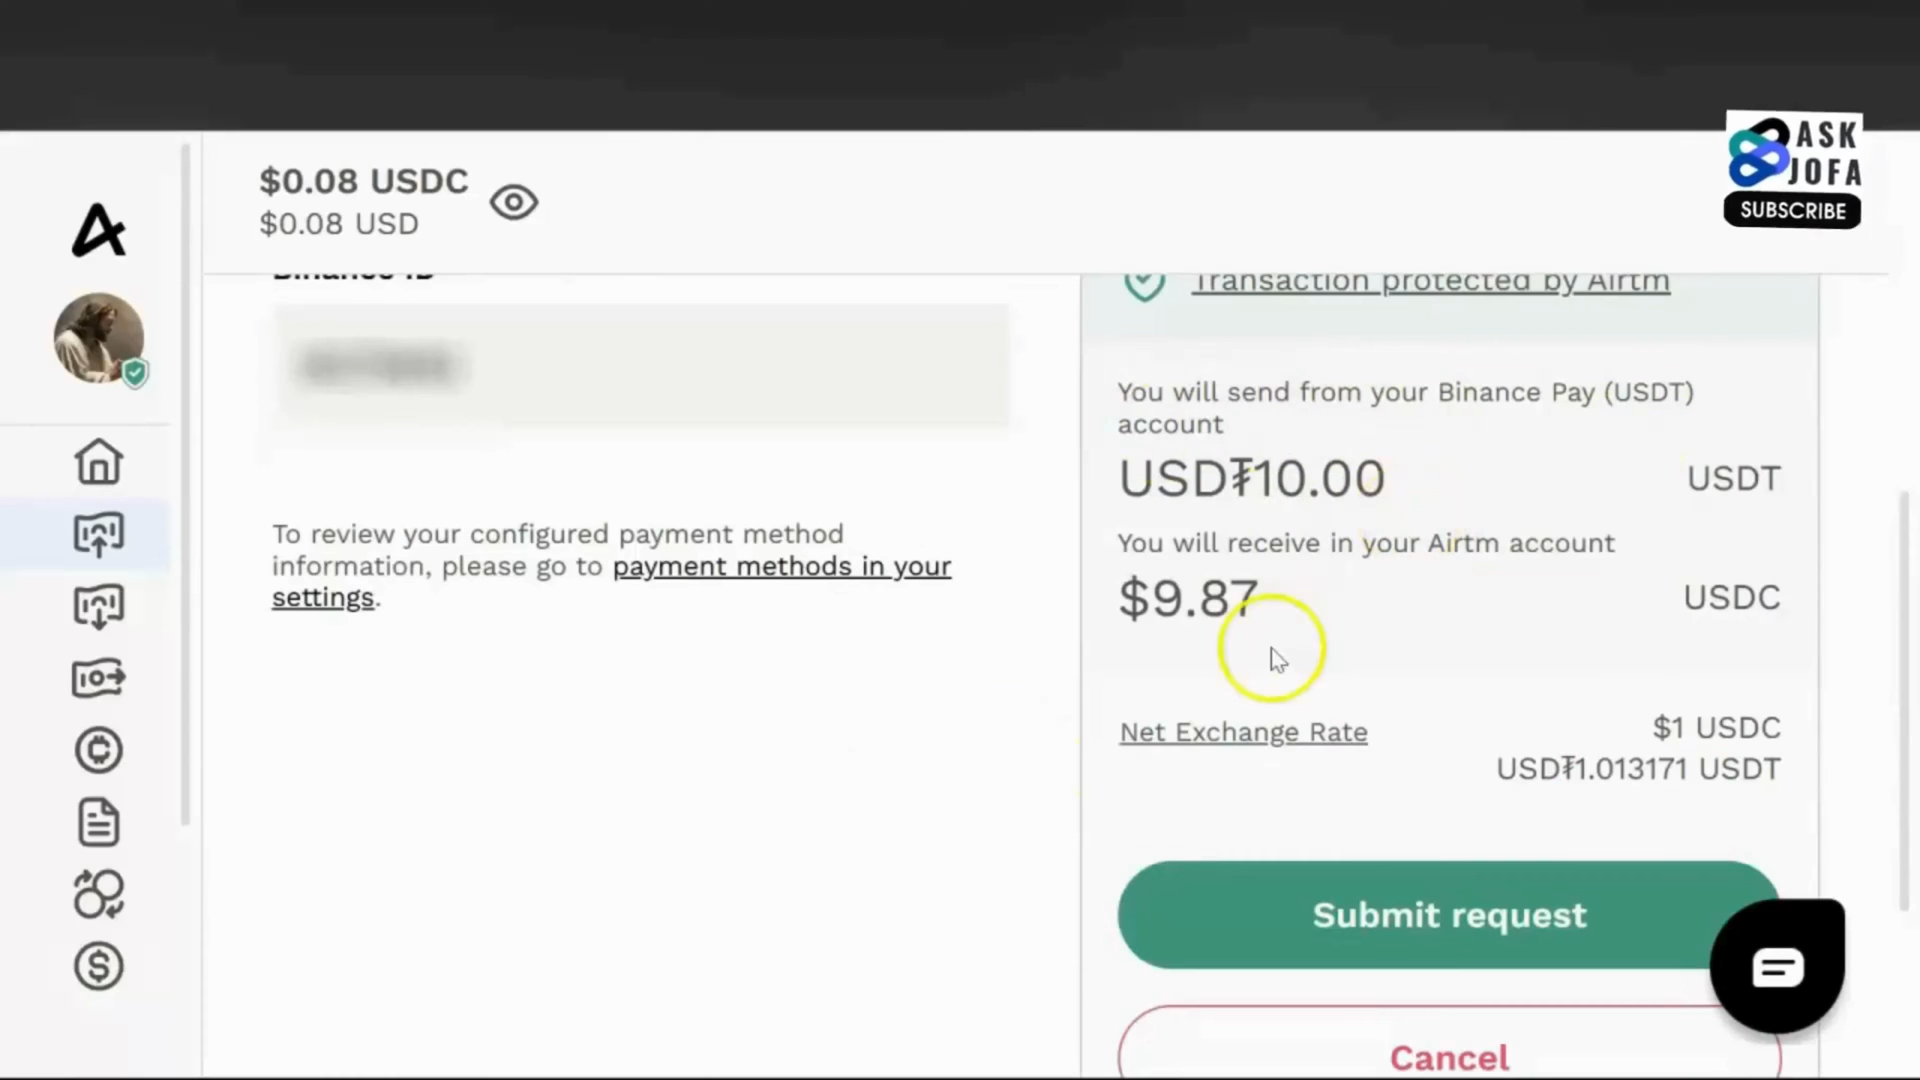 ASK
JOFA
SUBSCRIBE
$0.08 USDC
$0.08 USD
Binance ID
Transaction protected by Airtm
You will send from your Binance Pay (USDT)
account
USD₮10.00 USDT
To review your configured payment method
information, please go to payment methods in your
settings.
You will receive in your Airtm account
$9.87 USDC
Net Exchange Rate $1 USDC
USD₮1.013171 USDT
Submit request
Cancel